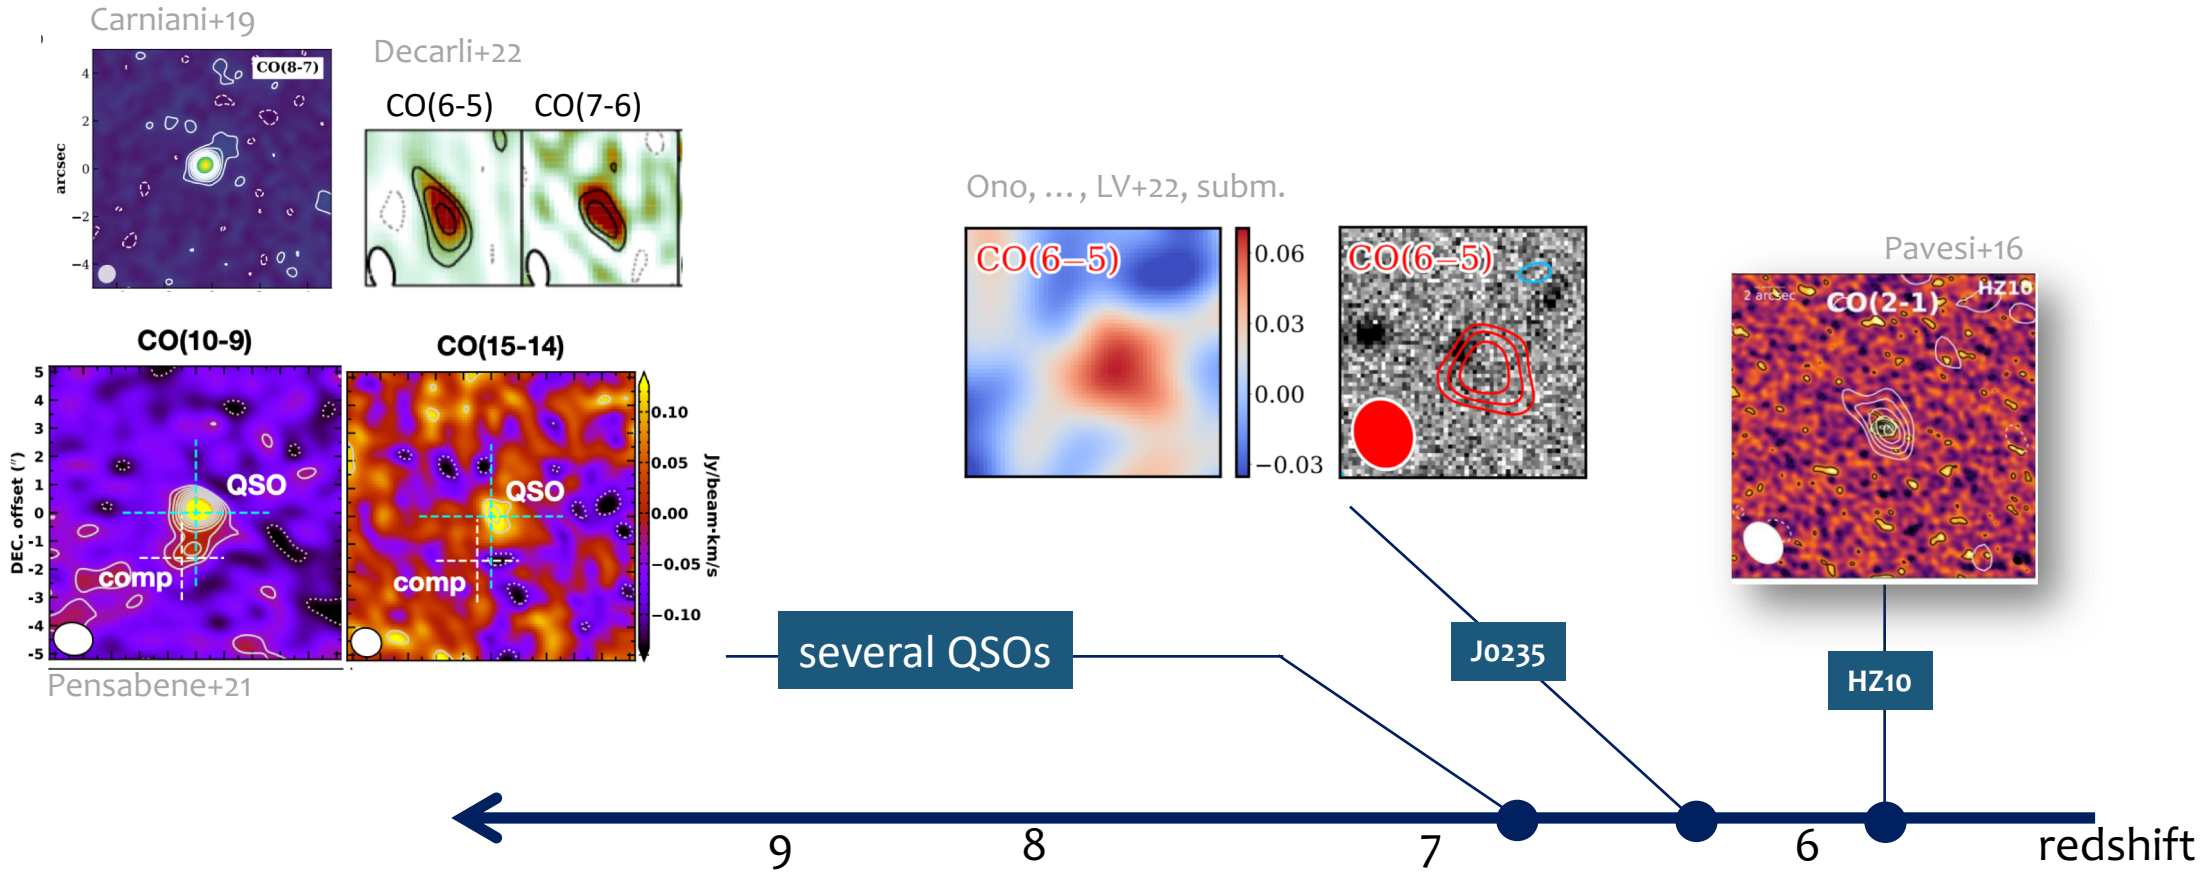 Carniani+19
CO(8-7)
4
2
0
−2
−4
arcsec
Decarli+22
CO(6-5)
CO(7-6)
CO(10-9)
CO(15-14)
5
4
3
2
1
0
-1
-2
-3
-4
-5
DEC. offset (″)
QSO
comp
QSO
comp
0.10
0.05
0.00
−0.05
−0.10
Jy/beam·km/s
Pensabene+21
Ono, …, LV+22, subm.
CO(6−5)
0.06
0.03
0.00
−0.03
CO(6−5)
Pavesi+16
2 arcsec
HZ10
CO(2-1)
several QSOs
J0235
HZ10
9
8
7
6
redshift